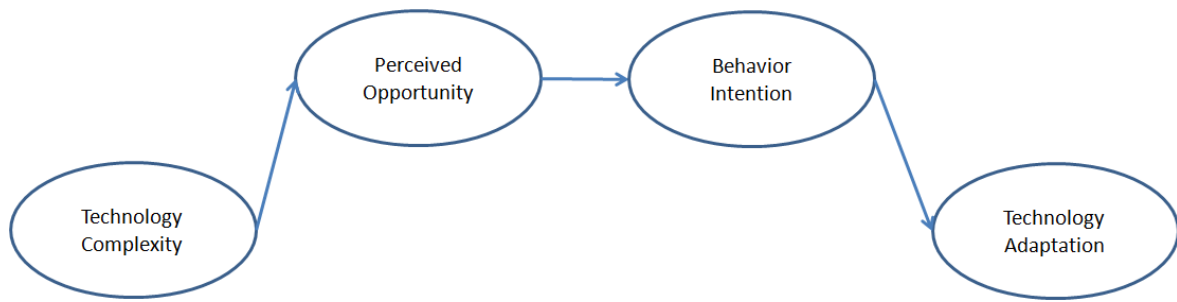 Perceived
Opportunity
Behavior
Intention
Technology
Complexity
Technology
Adaptation